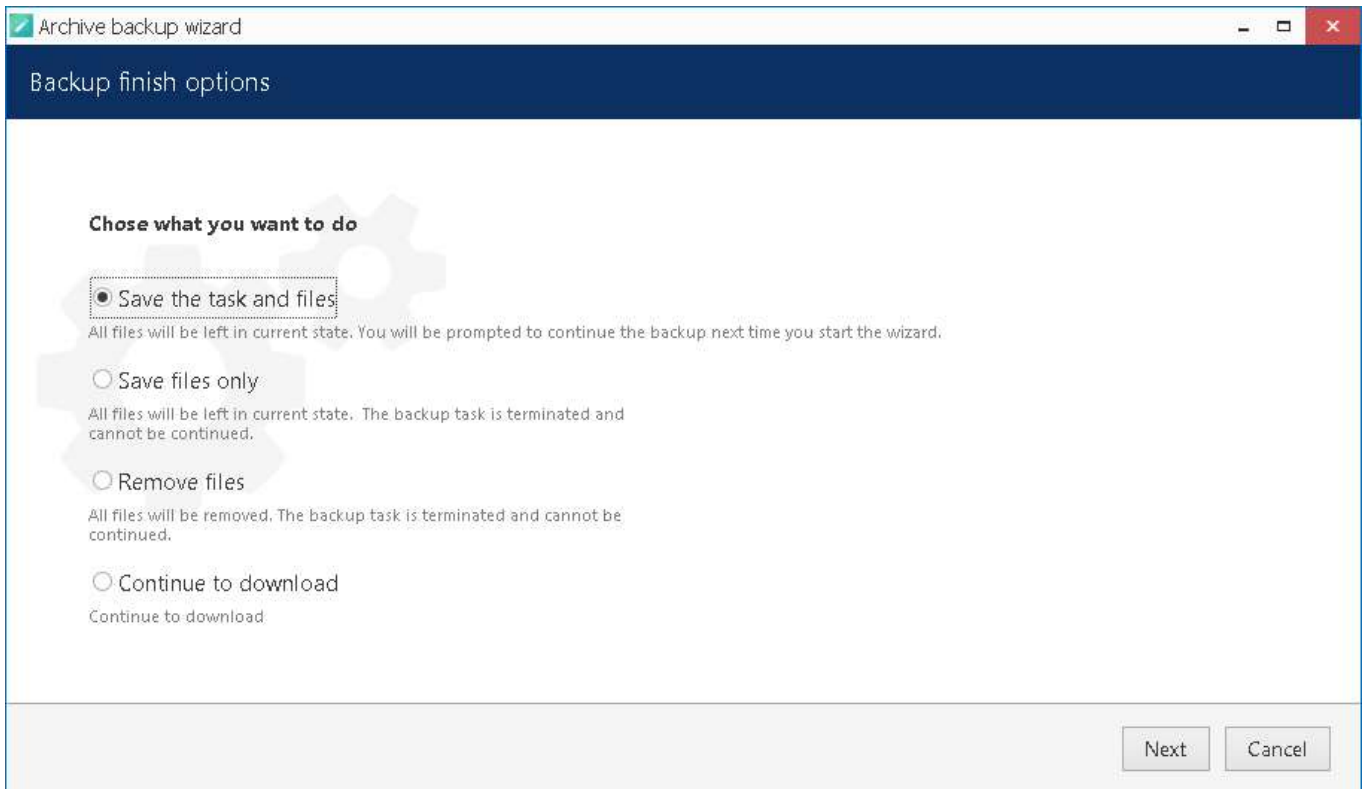 Archive backup wizard
Backup finish options
Chose what you want to do
Save the task and files
All files will be left in current state. You will be prompted to continue the backup next time you start the wizard.
Save files only
All files will be left in current state.  The backup task is terminated and
cannot be continued.
Remove files
All files will be removed. The backup task is terminated and cannot be
continued.
Continue to download
Continue to download
Next
Cancel